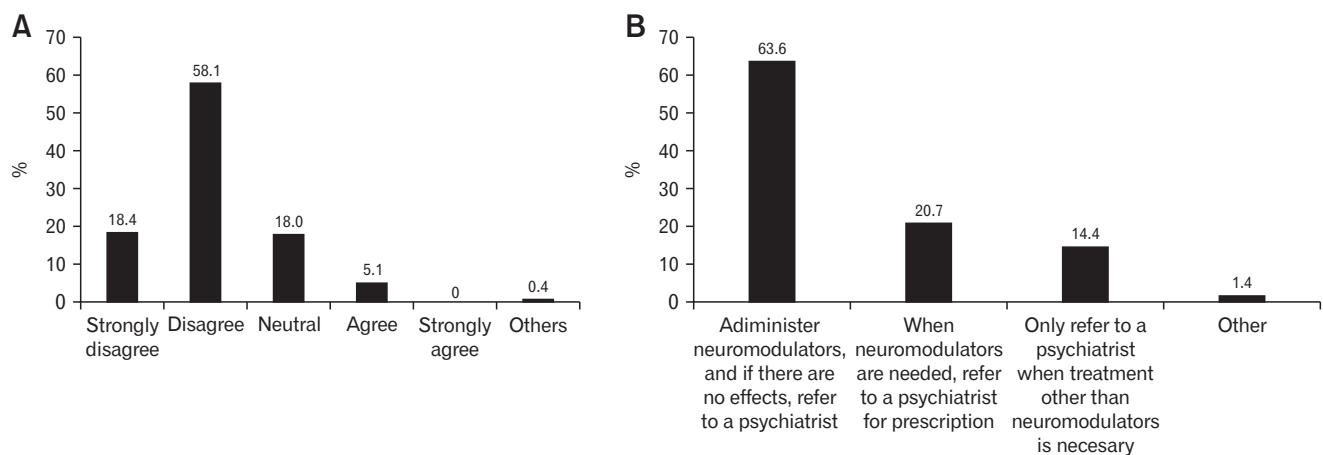 A
70
60
50
40
30
20
10
0
%
18.4
58.1
18.0
5.1
0
0.4
Strongly
disagree
Disagree
Neutral
Agree
Strongly
agree
Others
B
70
60
50
40
30
20
10
0
%
63.6
20.7
14.4
1.4
Adiminister
neuromodulators,
and if there are
no effects, refer
to a psychiatrist
When
neuromodulators
are needed, refer
to a psychiatrist
for prescription
Only refer to a
psychiatrist
when treatment
other than
neuromodulators
is necesary
Other